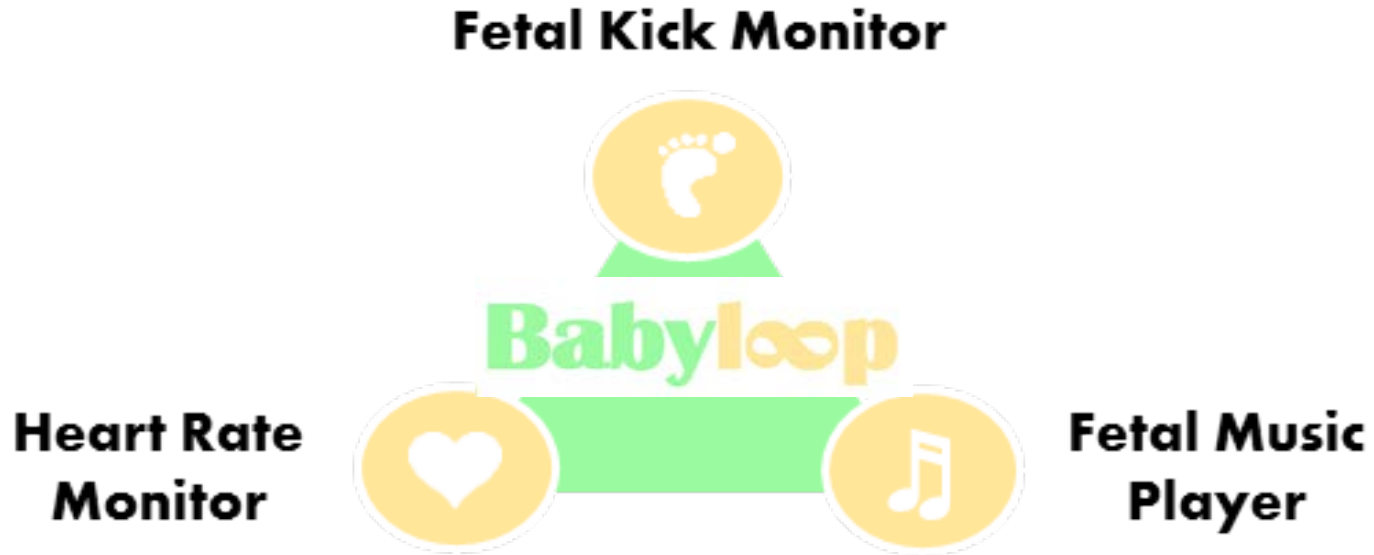 Fetal Kick Monitor
Babyloop
Heart Rate
Monitor
Fetal Music
Player